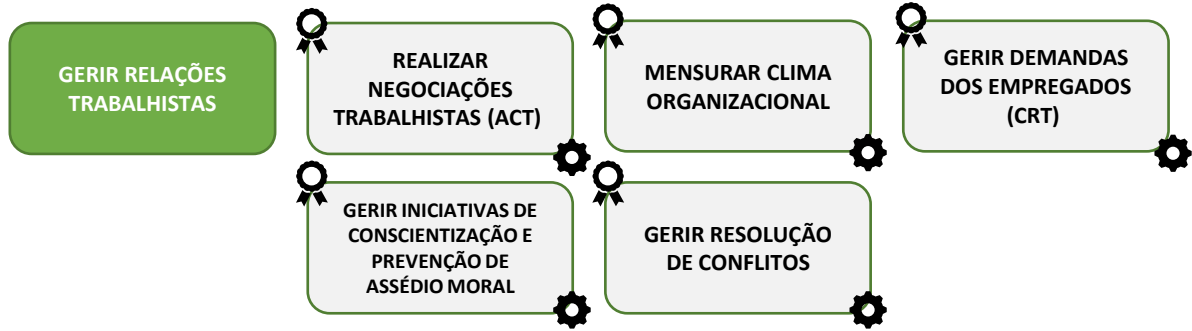 GERIR RELAÇÕES
TRABALHISTAS
REALIZAR
NEGOCIAÇÕES
TRABALHISTAS (ACT)
MENSURAR CLIMA
ORGANIZACIONAL
GERIR DEMANDAS
DOS EMPREGADOS
(CRT)
GERIR INICIATIVAS DE
CONSCIENTIZAÇÃO E
PREVENÇÃO DE
ASSÉDIO MORAL
GERIR RESOLUÇÃO
DE CONFLITOS